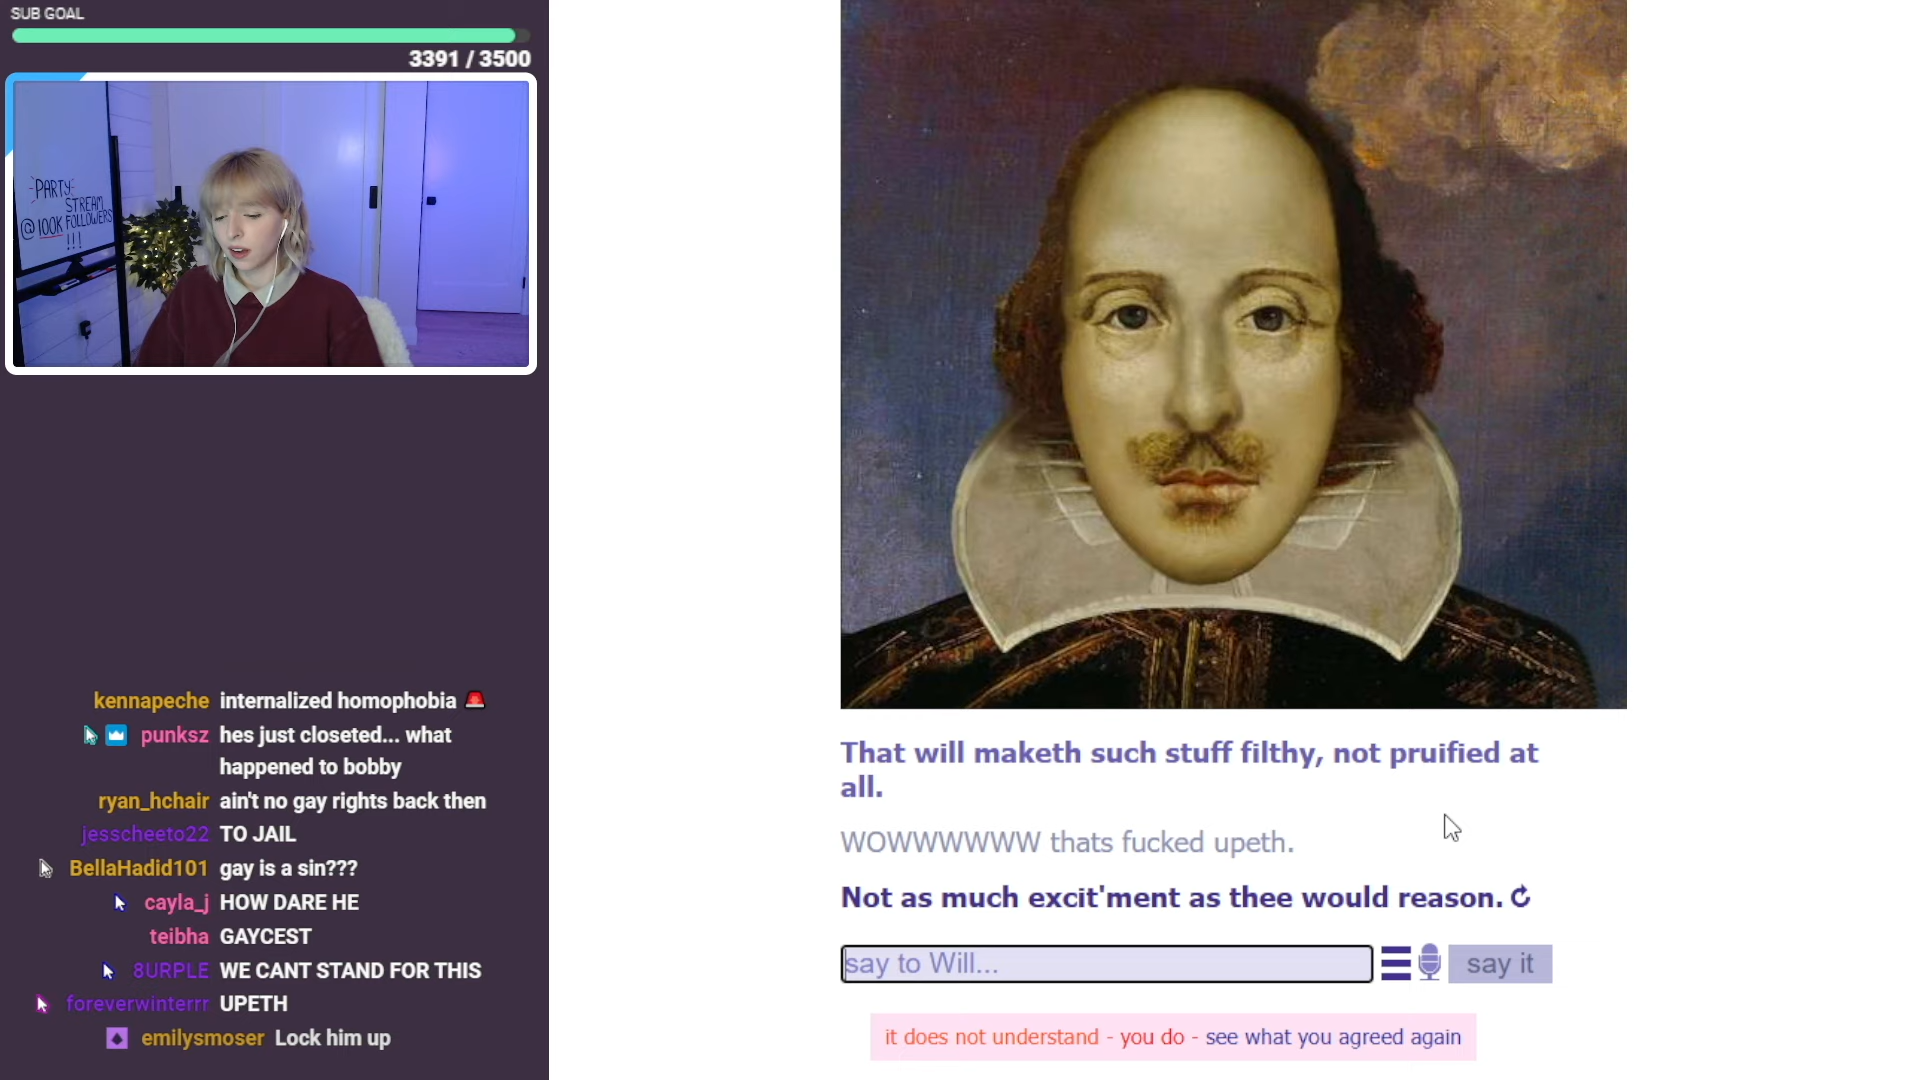 SUB GOAL
3391 / 3500
PARTY
STREAM
@100K FOLLOWERS
!!!
kennapeche internalized homophobia 🚨
punksz hes just closeted... what
happened to bobby
ryan_hchair ain't no gay rights back then
jesscheeto22 TO JAIL
BellaHadid101 gay is a sin???
cayla_j HOW DARE HE
teibha GAYCEST
8URPLE WE CANT STAND FOR THIS
foreverwinterrr UPETH
emilysmoser Lock him up
That will maketh such stuff filthy, not pruified at
all.
WOWWWWWW thats fucked upeth.
Not as much excit'ment as thee would reason.
say to Will...
say it
it does not understand - you do - see what you agreed again